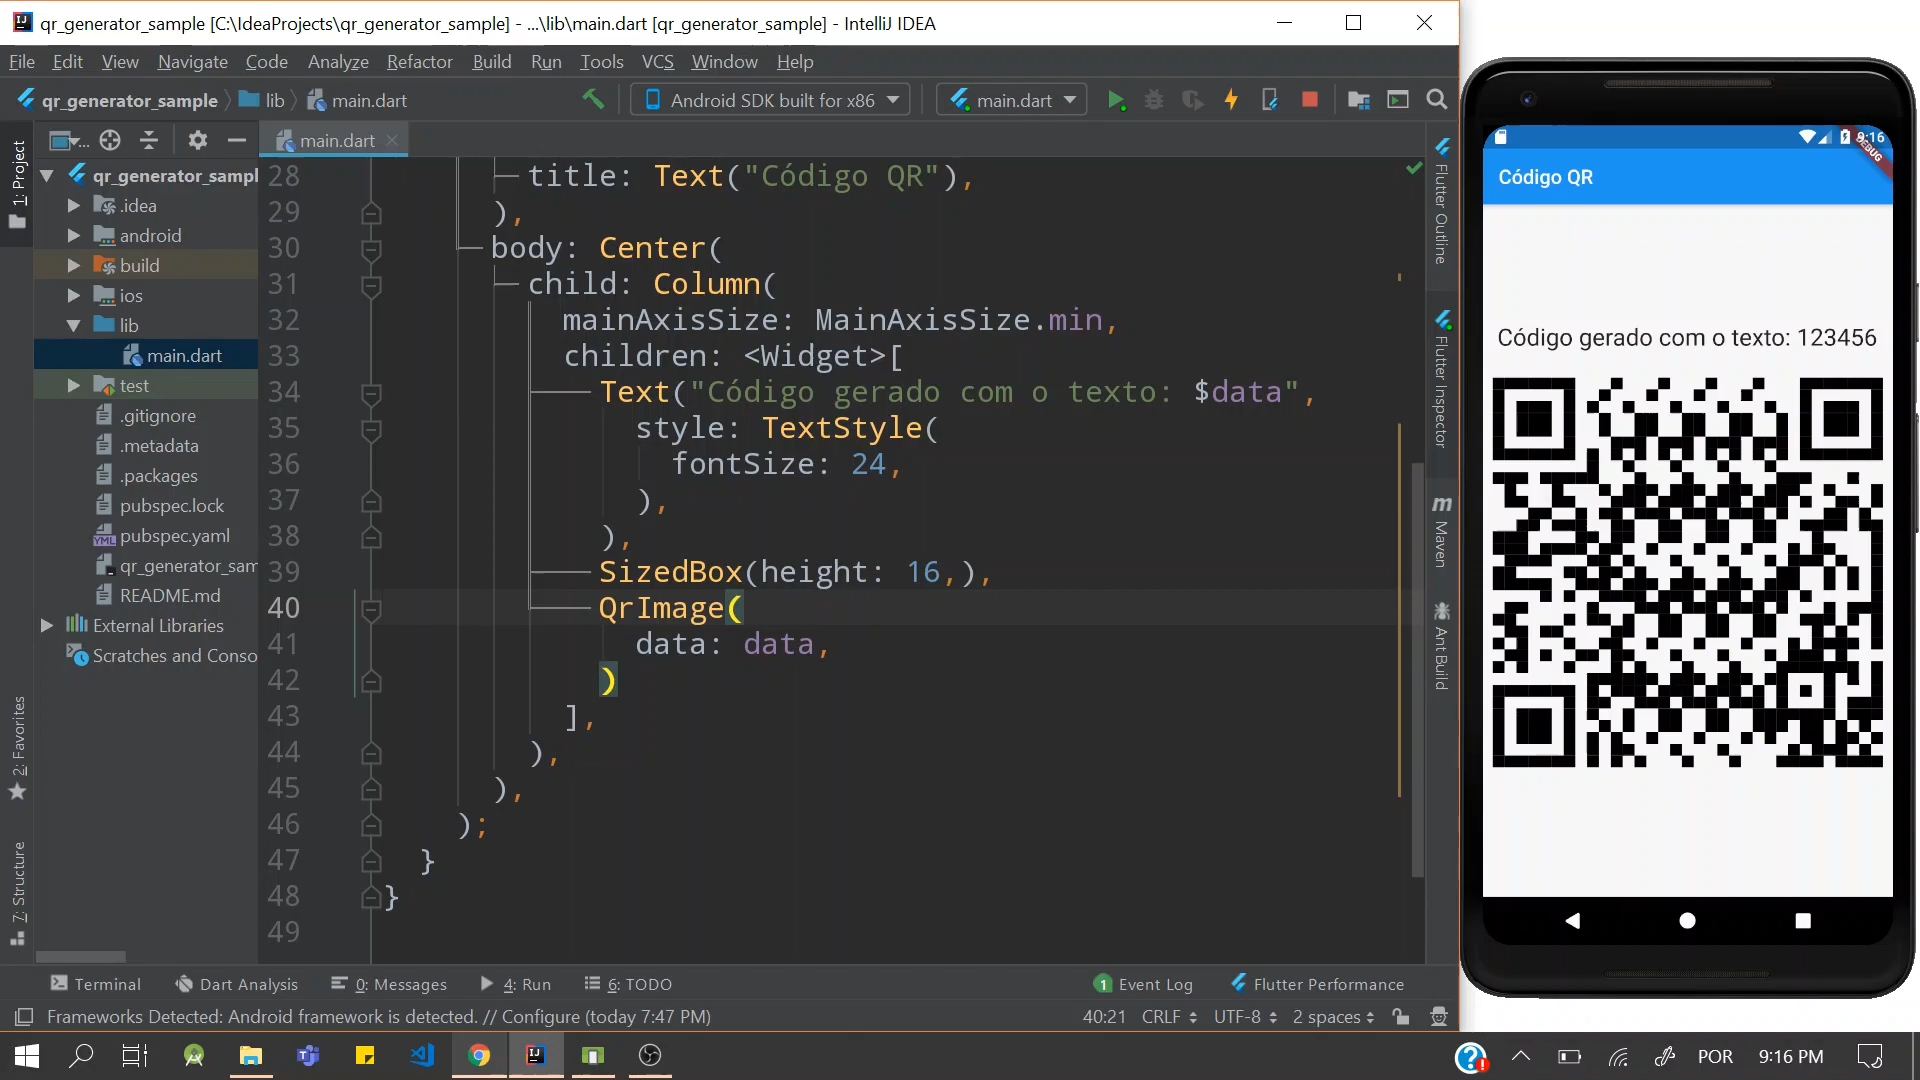 qr_generator_sample [C:\IdeaProjects\qr_generator_sample] - ...\lib\main.dart [qr_generator_sample] - IntelliJ IDEA
File Edit View Navigate Code Analyze Refactor Build Run Tools VCS Window Help
qr_generator_sample lib main.dart Android SDK built for x86 main.dart
1: Project
... main.dart
qr_generator_sampl
.idea
android
build
ios
lib
main.dart
test
.gitignore
.metadata
.packages
pubspec.lock
pubspec.yaml
qr_generator_sam
README.md
External Libraries
Scratches and Conso
2: Favorites
7: Structure
28 title: Text("Código QR"),
29 ),
30 body: Center(
31 child: Column(
32 mainAxisSize: MainAxisSize.min,
33 children: <Widget>[
34 Text("Código gerado com o texto: $data",
35 style: TextStyle(
36 fontSize: 24,
37 ),
38 ),
39 SizedBox(height: 16,),
40 QrImage(
41 data: data,
42 )
43 ],
44 ),
45 ),
46 );
47 }
48 }
49
Flutter Outline
Flutter Inspector
m Maven
Ant Build
Terminal Dart Analysis 0: Messages 4: Run 6: TODO 1 Event Log Flutter Performance
Frameworks Detected: Android framework is detected. // Configure (today 7:47 PM) 40:21 CRLF UTF-8 2 spaces
9:16
DEBUG
Código QR
Código gerado com o texto: 123456
POR 9:16 PM